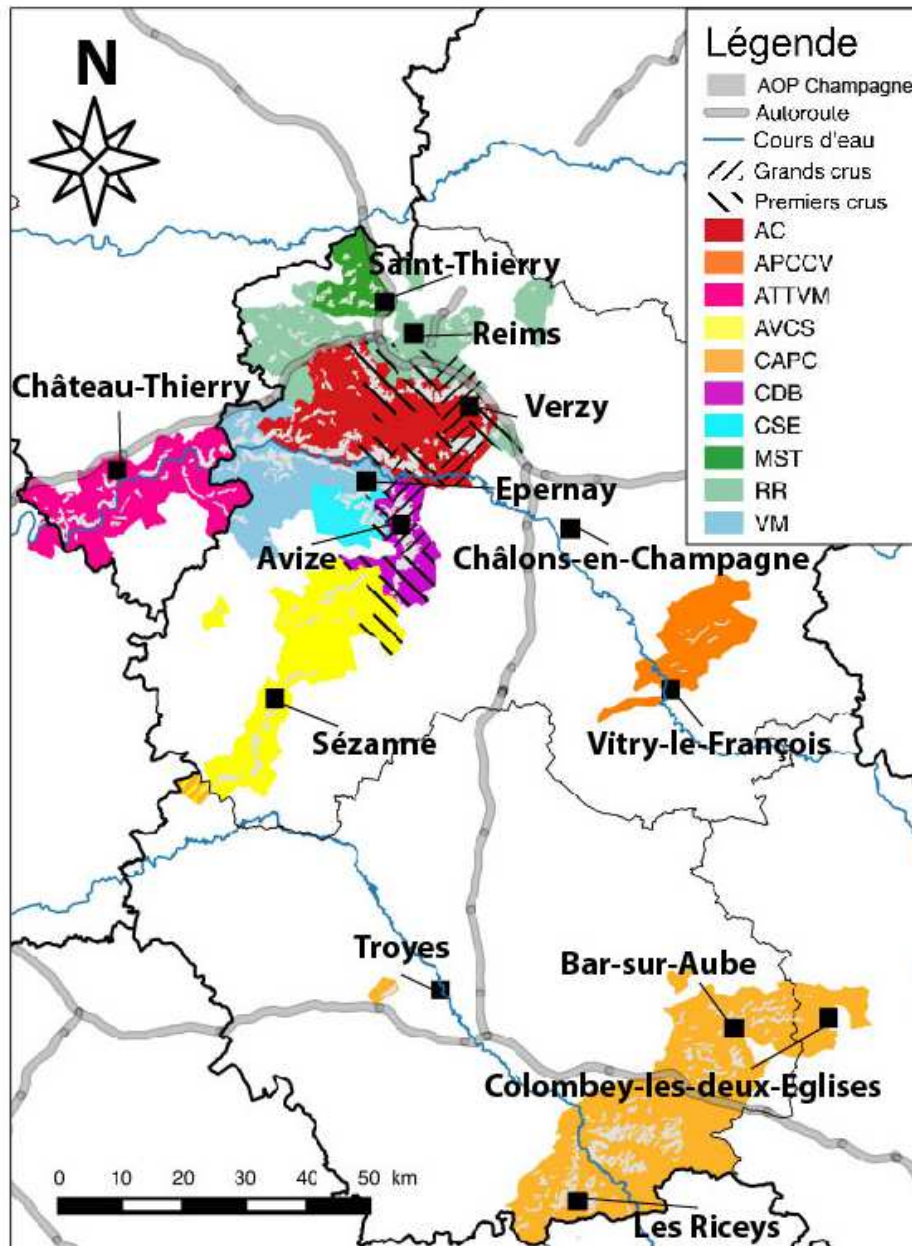 N
Légende
AOP Champagne
Autoroute
Cours d'eau
Grands crus
Premiers crus
AC
APCCV
ATTVM
AVCS
CAPC
CDB
CSE
MST
RR
VM
Saint-Thierry
Reims
Château-Thierry
Verzy
Epernay
Avize
Châlons-en-Champagne
Sézanne
Vitry-le-François
Troyes
Bar-sur-Aube
Colombey-les-deux-Eglises
Les Riceys
0 10 20 30 40 50 km